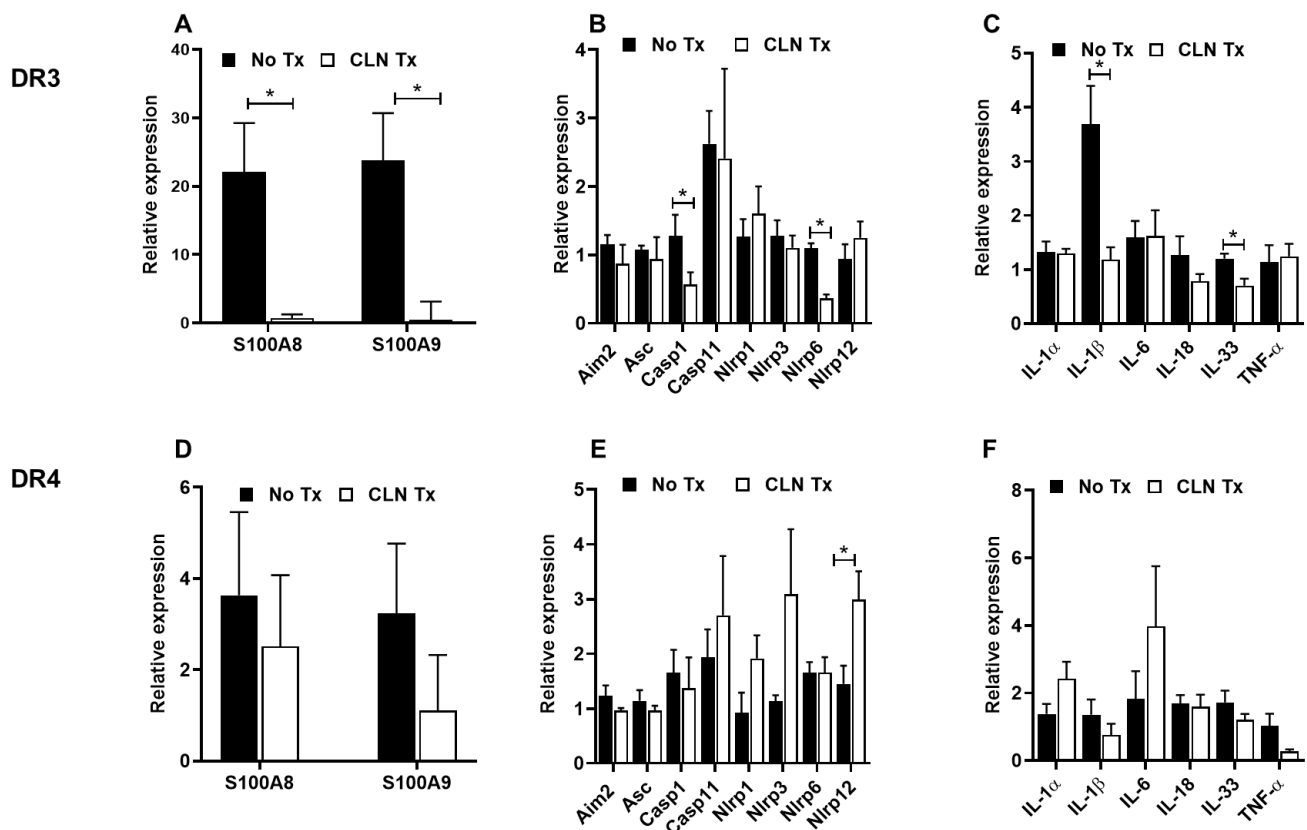 DR3
A
No Tx CLN Tx
Relative expression
40
30
20
10
0
*
*
S100A8 S100A9
B
No Tx CLN Tx
Relative expression
4
3
2
1
0
*
*
Aim2 Asc Casp1 Casp11 Nlrp1 Nlrp3 Nlrp6 Nlrp12
C
No Tx CLN Tx
Relative expression
5
4
3
2
1
0
*
*
IL-1α IL-1β IL-6 IL-18 IL-33 TNF-α
DR4
D
No Tx CLN Tx
Relative expression
6
4
2
0
S100A8 S100A9
E
No Tx CLN Tx
Relative expression
5
4
3
2
1
0
*
Aim2 Asc Casp1 Casp11 Nlrp1 Nlrp3 Nlrp6 Nlrp12
F
No Tx CLN Tx
Relative expression
8
6
4
2
0
IL-1α IL-1β IL-6 IL-18 IL-33 TNF-α